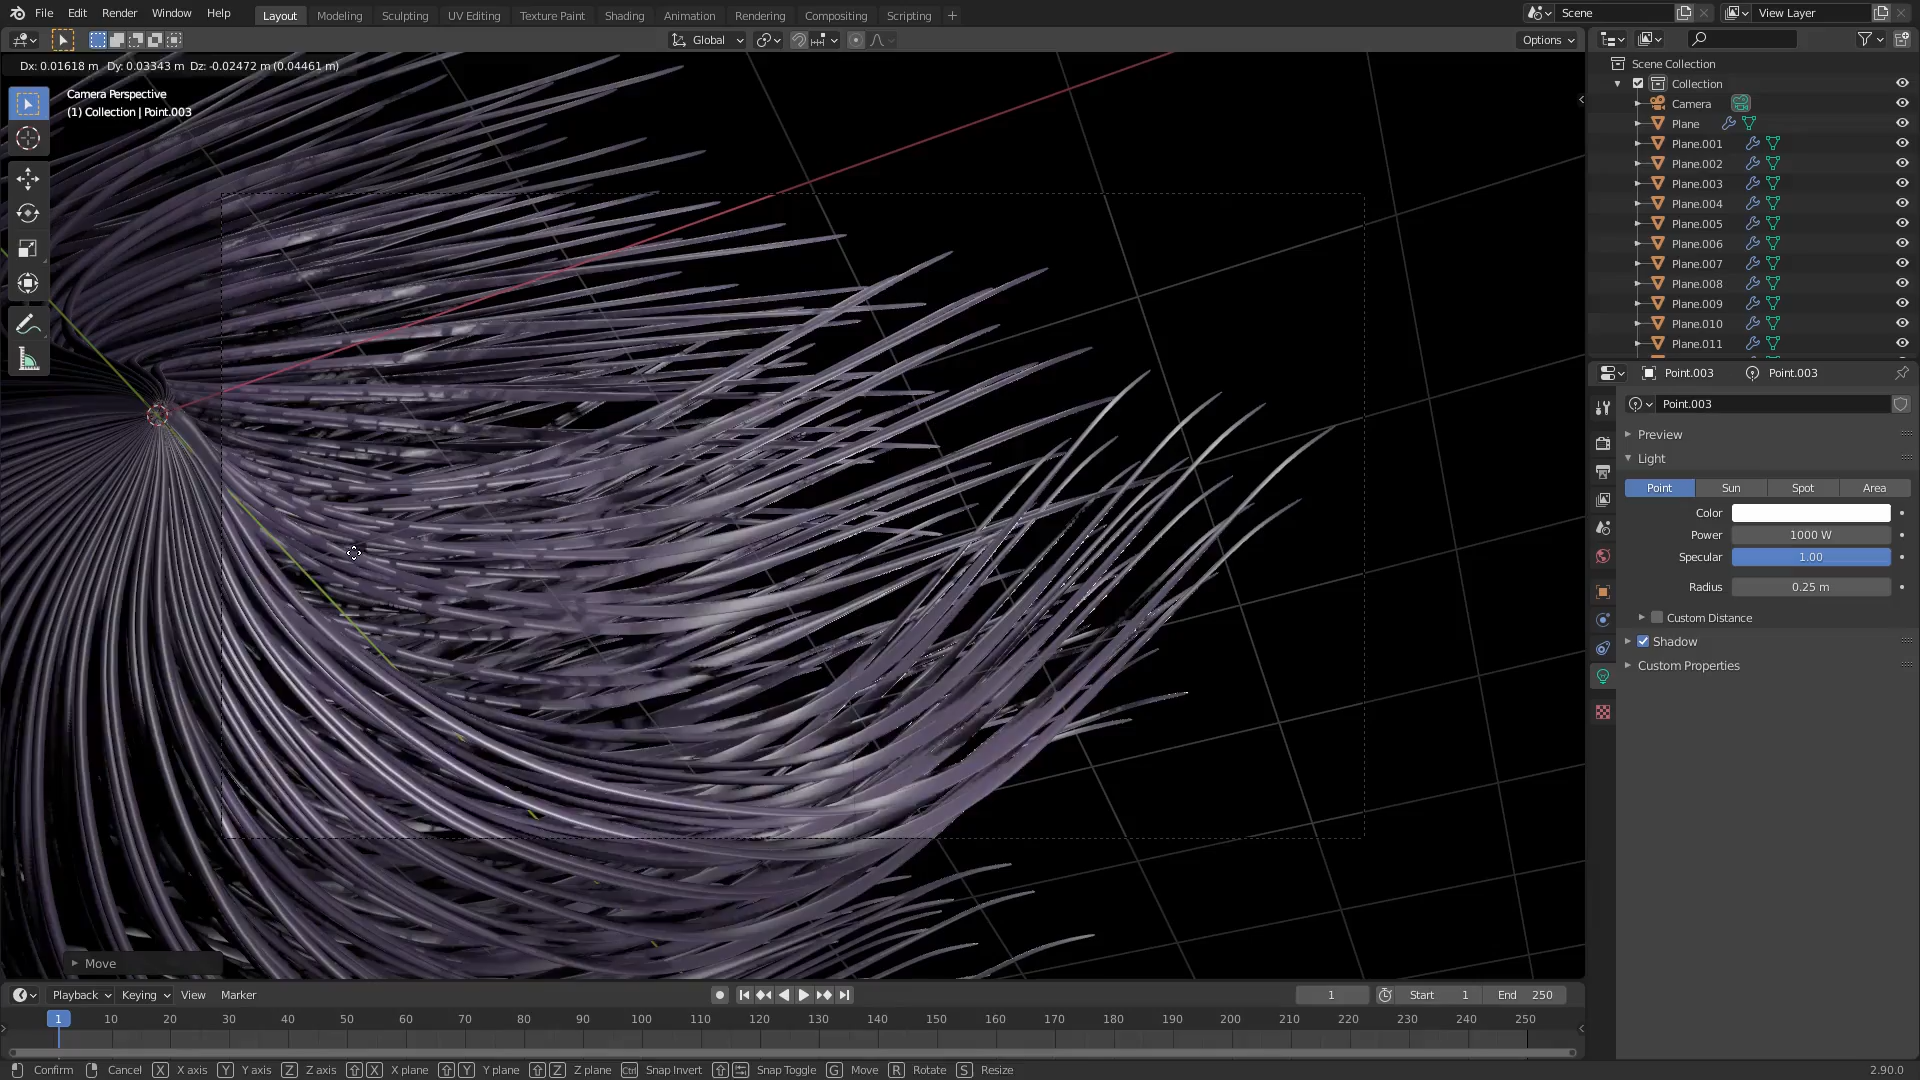 File Edit Render Window Help
Layout Modeling Sculpting UV Editing Texture Paint Shading Animation Rendering Compositing Scripting +
Scene
View Layer
Global
Options
Dx: 0.01618 m Dy: 0.03343 m Dz: -0.02472 m (0.04461 m)
Camera Perspective
(1) Collection | Point.003
Scene Collection
Collection
Camera
Plane
Plane.001
Plane.002
Plane.003
Plane.004
Plane.005
Plane.006
Plane.007
Plane.008
Plane.009
Plane.010
Plane.011
Point.003 Point.003
Point.003
Preview
Light
Point Sun Spot Area
Color
Power 1000 W
Specular 1.00
Radius 0.25 m
Custom Distance
Shadow
Custom Properties
Move
Playback Keying View Marker
1 Start 1 End 250
1 10 20 30 40 50 60 70 80 90 100 110 120 130 140 150 160 170 180 190 200 210 220 230 240 250
Confirm Cancel X X axis Y Y axis Z Z axis X X plane Y Y plane Z Z plane Ctrl Snap Invert Snap Toggle G Move R Rotate S Resize 2.90.0